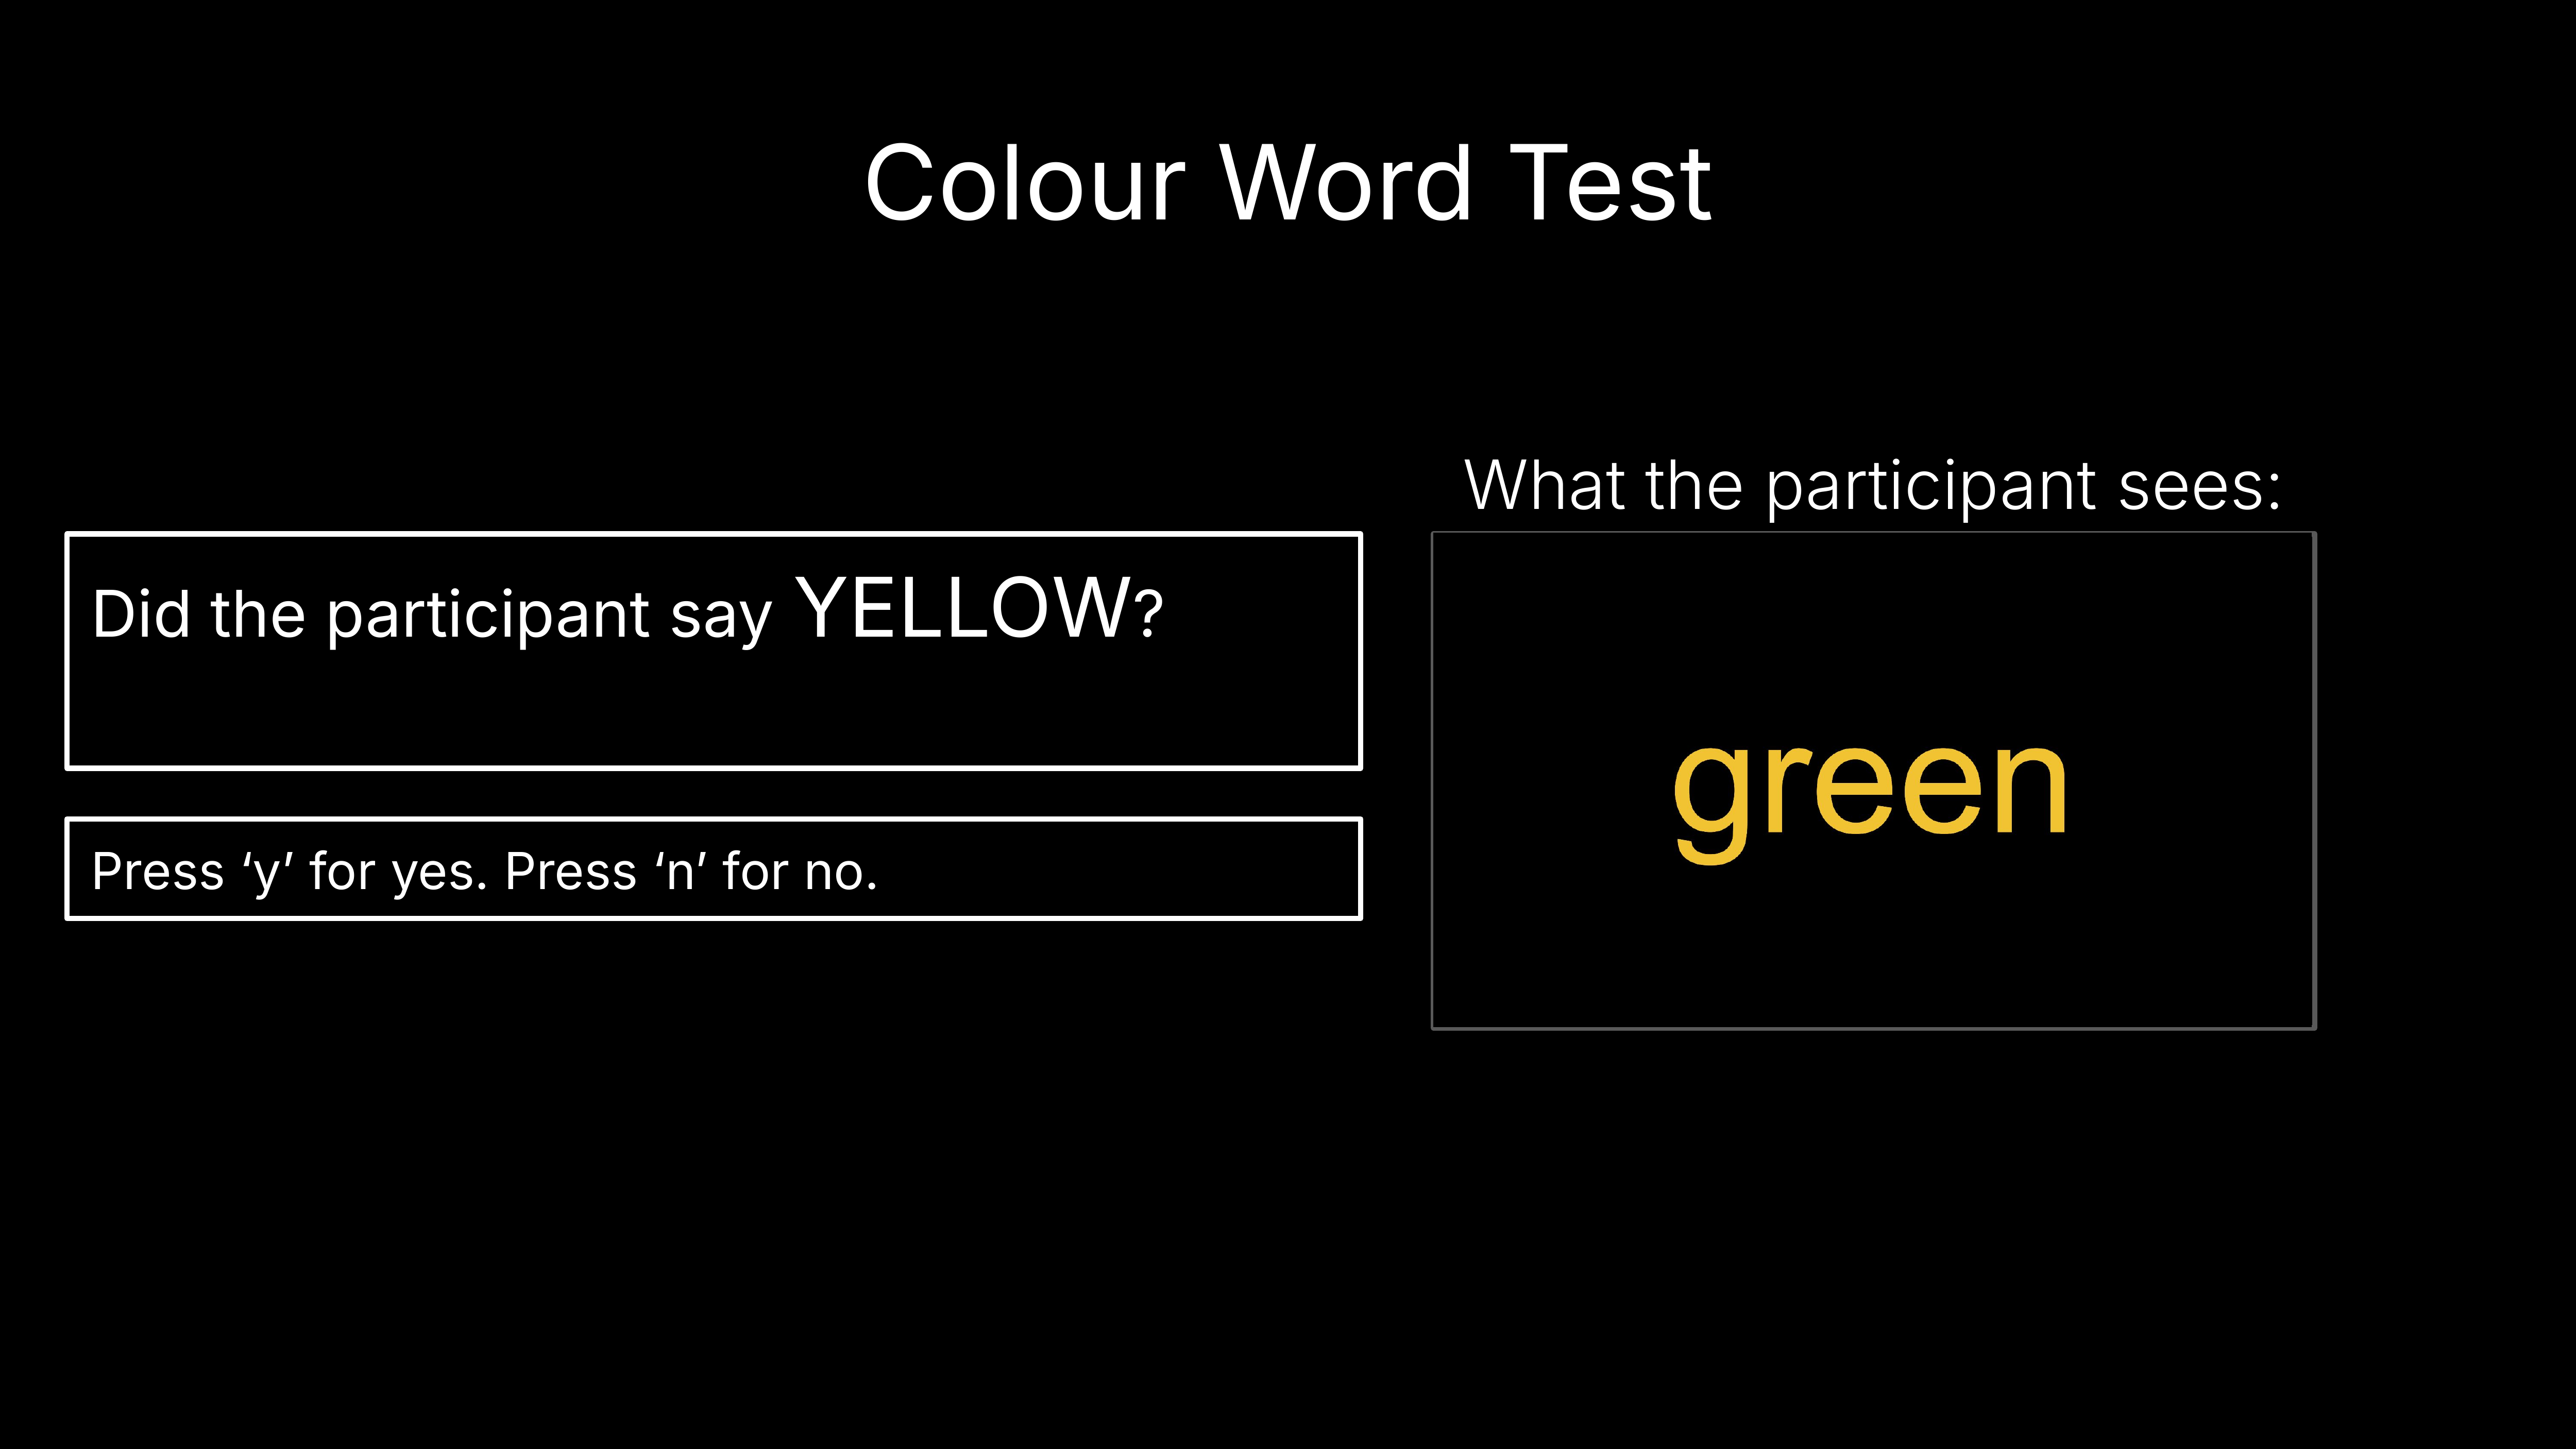 Colour Word Test
Did the participant say YELLOW?
Press ‘y’ for yes. Press ‘n’ for no.
What the participant sees:
green